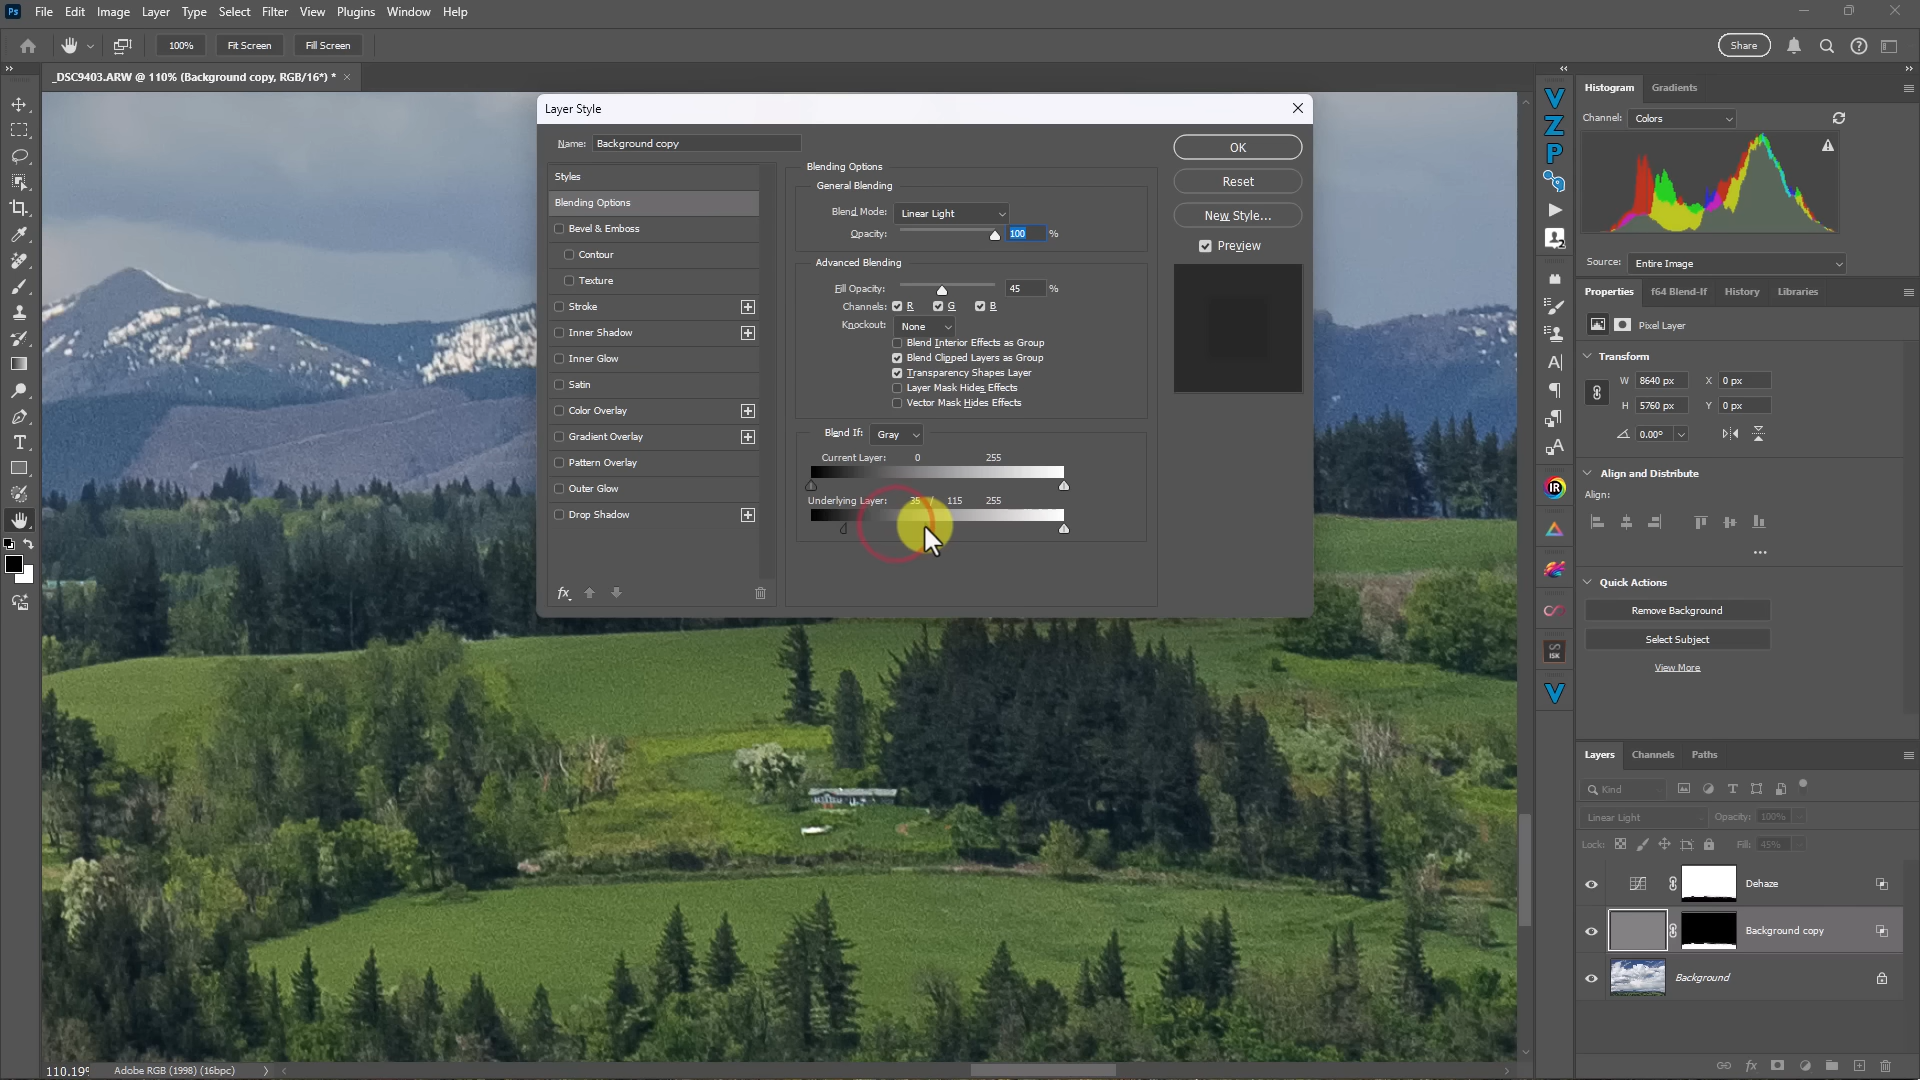 Ps File Edit Image Layer Type Select Filter View Plugins Window Help
100% Fit Screen Fill Screen Share
_DSC9403.ARW @ 110% (Background copy, RGB/16*) * ×
Layer Style
Name: Background copy
Styles
Blending Options
Bevel & Emboss
Contour
Texture
Stroke
Inner Shadow
Inner Glow
Satin
Color Overlay
Gradient Overlay
Pattern Overlay
Outer Glow
Drop Shadow
fx
Blending Options
General Blending
Blend Mode: Linear Light
Opacity: 100 %
Advanced Blending
Fill Opacity: 45 %
Channels: R G B
Knockout: None
Blend Interior Effects as Group
Blend Clipped Layers as Group
Transparency Shapes Layer
Layer Mask Hides Effects
Vector Mask Hides Effects
Blend If: Gray
Current Layer: 0 255
Underlying Layer: 35 / 115 255
OK
Reset
New Style...
Preview
Histogram Gradients
Channel: Colors
Source: Entire Image
Properties f64 Blend-If History Libraries
Pixel Layer
Transform
W 8640 px X 0 px
H 5760 px Y 0 px
0.00°
Align and Distribute
Align:
Quick Actions
Remove Background
Select Subject
View More
Layers Channels Paths
Kind
Linear Light Opacity: 100%
Lock: Fill: 45%
Dehaze
Background copy
Background
fx
110.19% Adobe RGB (1998) (16bpc)